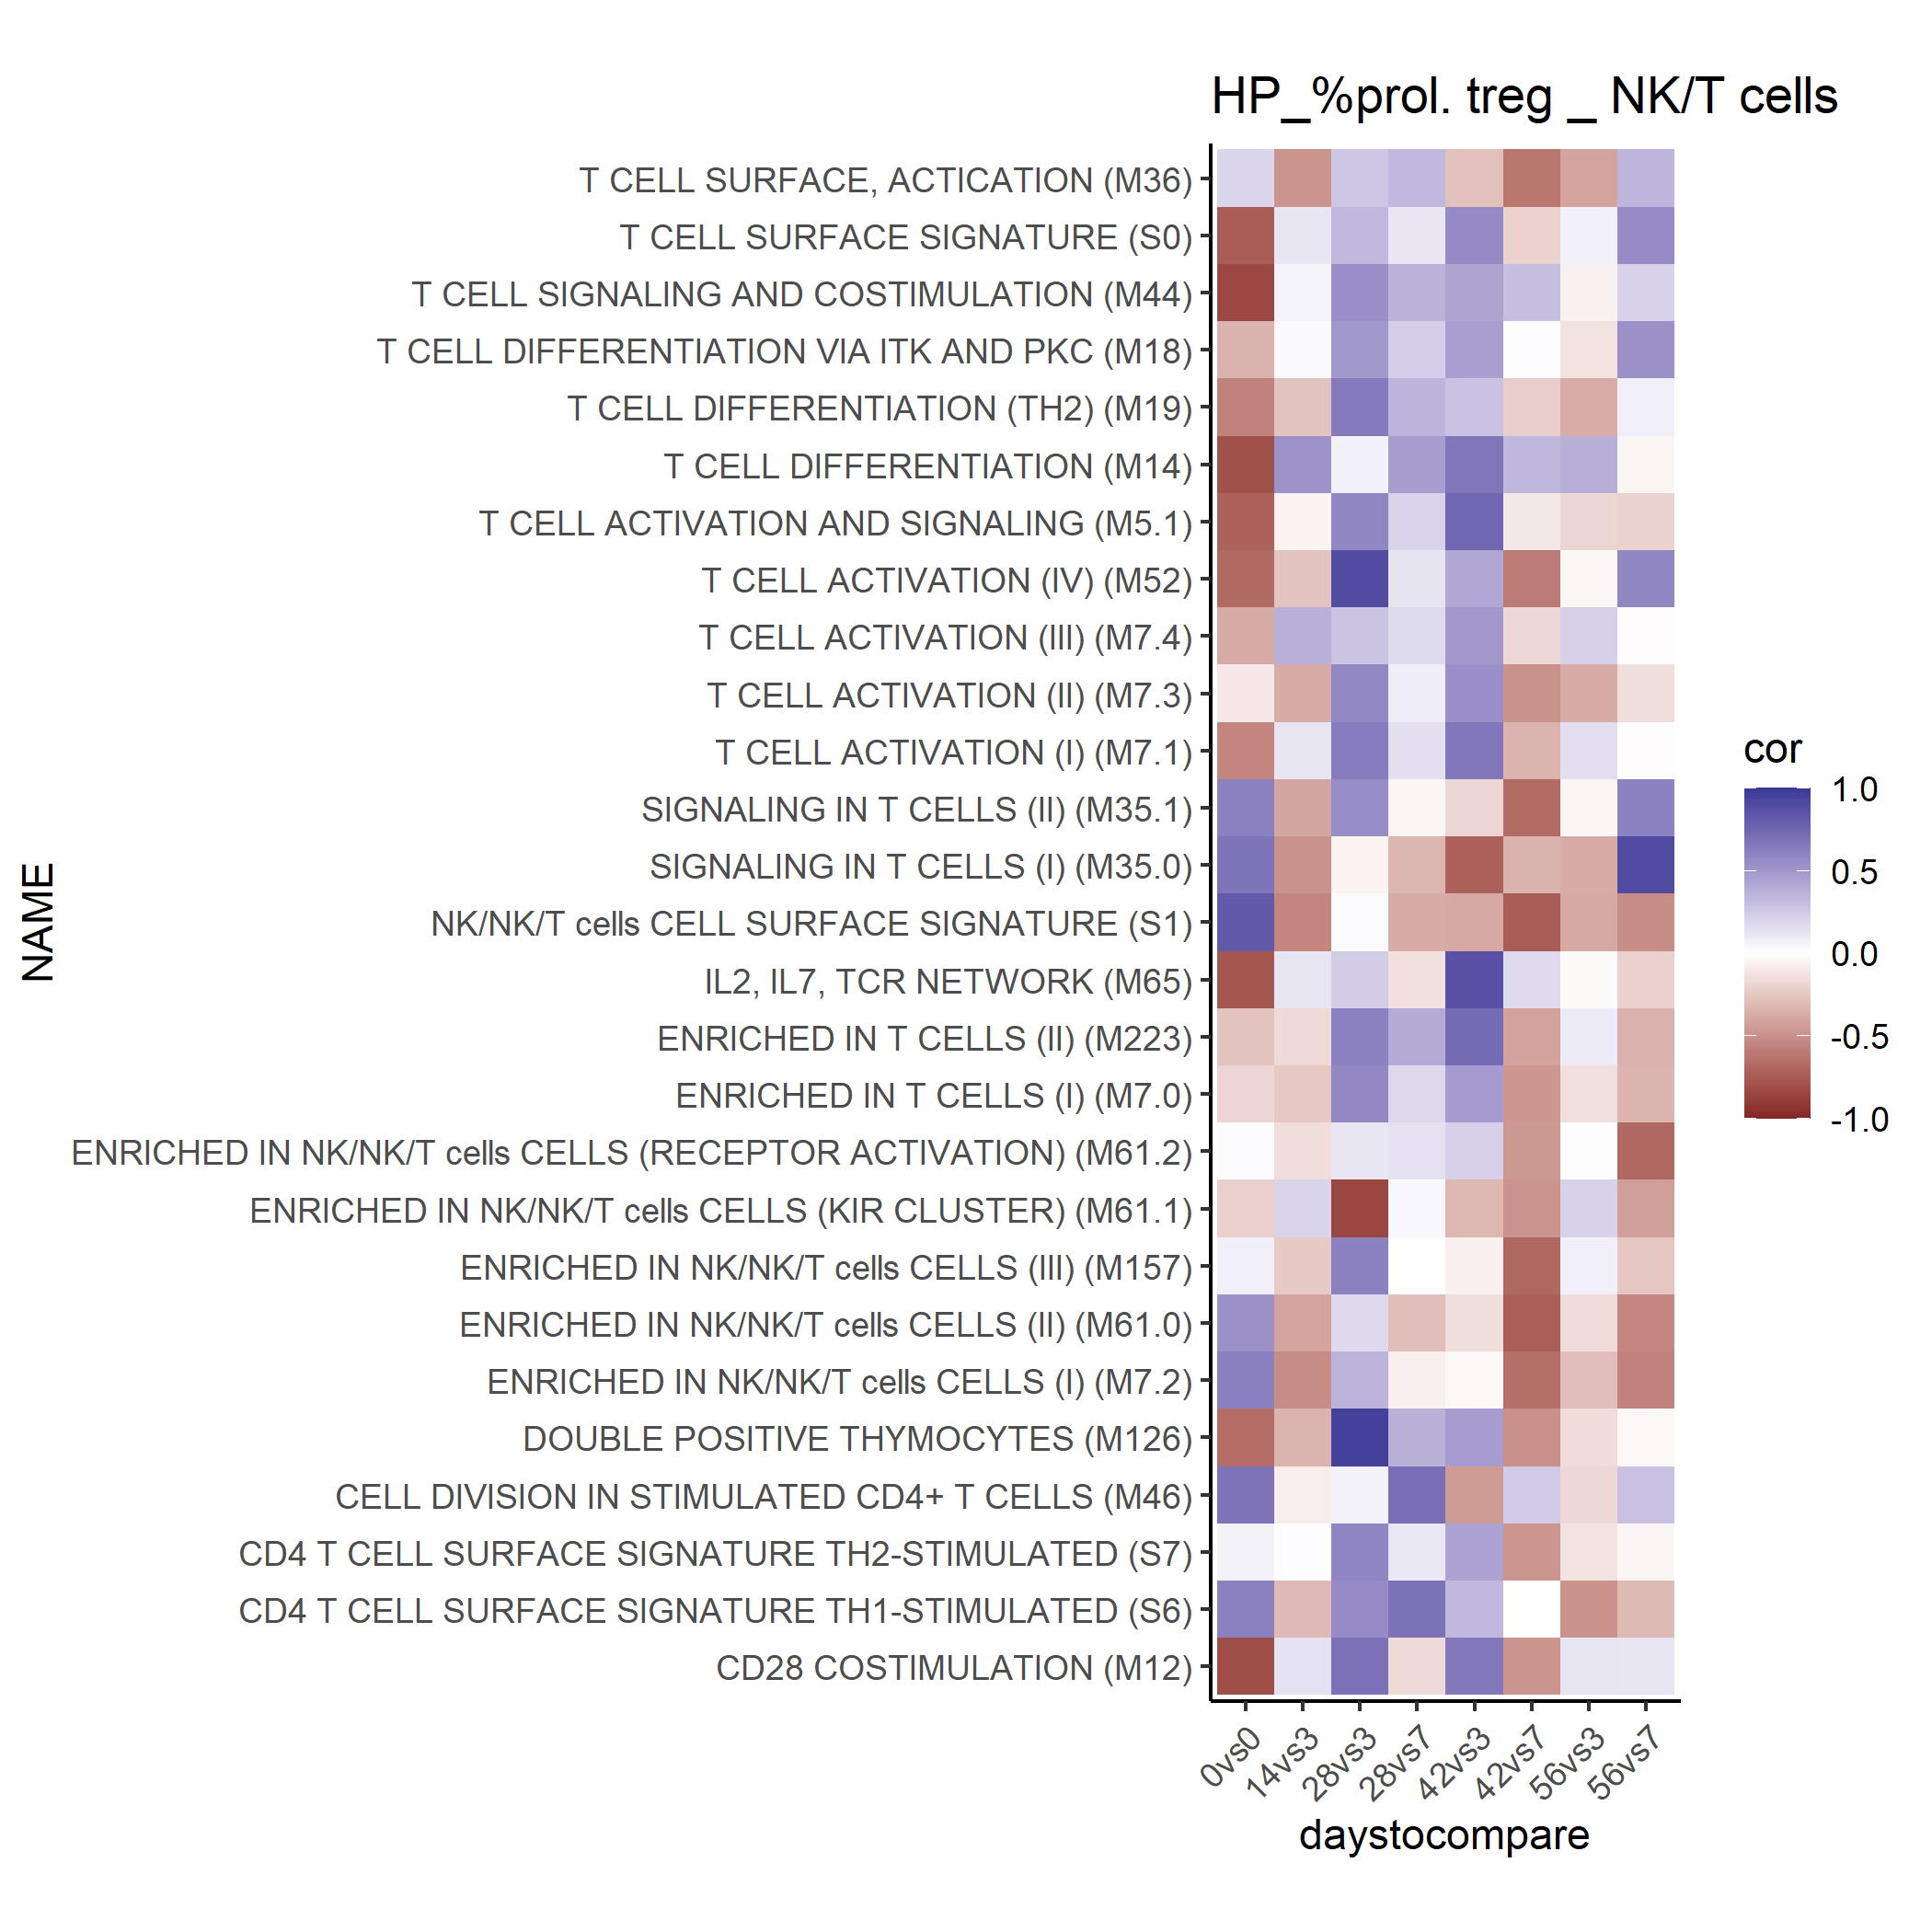 HP_%prol. treg _ NK/T cells
T CELL SURFACE, ACTICATION (M36)
T CELL SURFACE SIGNATURE (S0)
T CELL SIGNALING AND COSTIMULATION (M44)
T CELL DIFFERENTIATION VIA ITK AND PKC (M18)
T CELL DIFFERENTIATION (TH2) (M19)
T CELL DIFFERENTIATION (M14)
T CELL ACTIVATION AND SIGNALING (M5.1)
T CELL ACTIVATION (IV) (M52)
T CELL ACTIVATION (III) (M7.4)
T CELL ACTIVATION (II) (M7.3)
T CELL ACTIVATION (I) (M7.1)
SIGNALING IN T CELLS (II) (M35.1)
SIGNALING IN T CELLS (I) (M35.0)
NK/NK/T cells CELL SURFACE SIGNATURE (S1)
IL2, IL7, TCR NETWORK (M65)
ENRICHED IN T CELLS (II) (M223)
ENRICHED IN T CELLS (I) (M7.0)
ENRICHED IN NK/NK/T cells CELLS (RECEPTOR ACTIVATION) (M61.2)
ENRICHED IN NK/NK/T cells CELLS (KIR CLUSTER) (M61.1)
ENRICHED IN NK/NK/T cells CELLS (III) (M157)
ENRICHED IN NK/NK/T cells CELLS (II) (M61.0)
ENRICHED IN NK/NK/T cells CELLS (I) (M7.2)
DOUBLE POSITIVE THYMOCYTES (M126)
CELL DIVISION IN STIMULATED CD4+ T CELLS (M46)
CD4 T CELL SURFACE SIGNATURE TH2-STIMULATED (S7)
CD4 T CELL SURFACE SIGNATURE TH1-STIMULATED (S6)
CD28 COSTIMULATION (M12)
NAME
0vs0
14vs3
28vs3
28vs7
42vs3
42vs7
56vs3
56vs7
daystocompare
cor
1.0
0.5
0.0
-0.5
-1.0